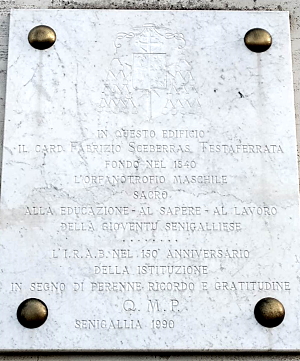 IN QUESTO EDIFICIO
IL CARD. FABRIZIO SCEBERRAS TESTAFERRATA
FONDÒ NEL 1840
L'ORFANOTROFIO MASCHILE
SACRO
ALLA EDUCAZIONE - AL SAPERE - AL LAVORO
DELLA GIOVENTÙ SENIGALLIESE
. . . . . . . .
L'I.R.A.B. NEL 150° ANNIVERSARIO
DELLA ISTITUZIONE
IN SEGNO DI PERENNE RICORDO E GRATITUDINE
Q. M. P.
SENIGALLIA 1990